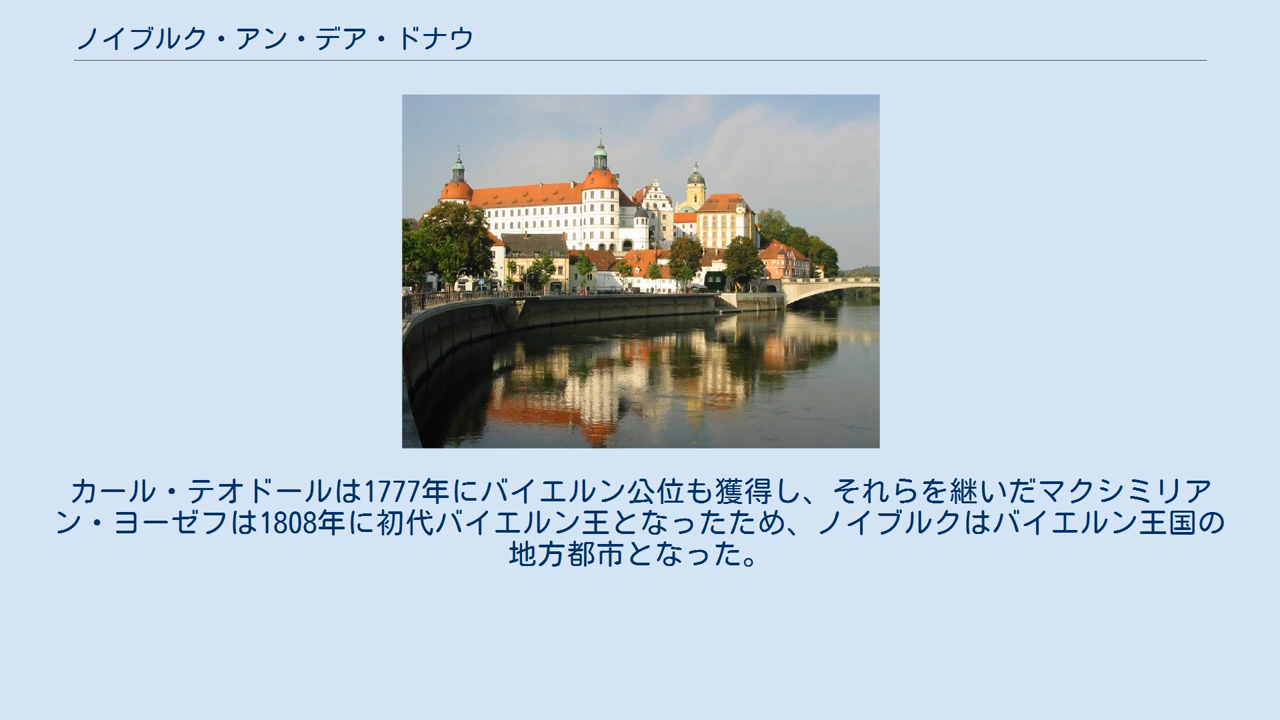 ノイブルク・アン・デア・ドナウ
カール・テオドールは1777年にバイエルン公位も獲得し、それらを継いだマクシミリア
ン・ヨーゼフは1808年に初代バイエルン王となったため、ノイブルクはバイエルン王国の
地方都市となった。